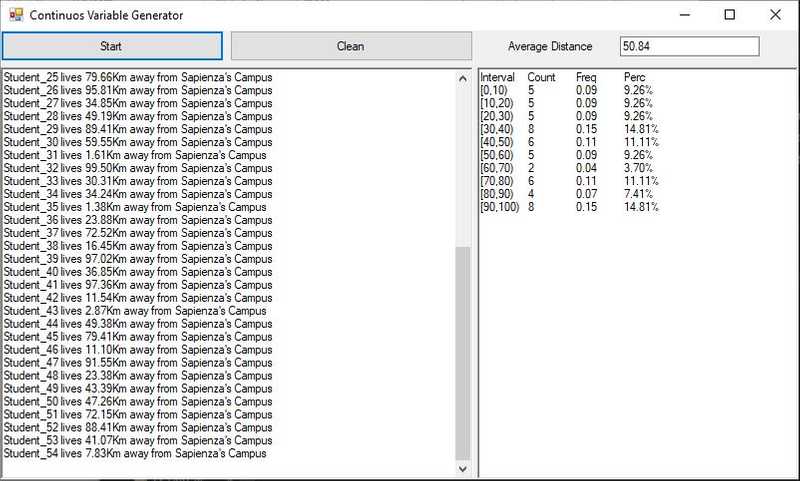 Continuos Variable Generator
Start
Clean
Average Distance
50.84
Student_25 lives 79.66Km away from Sapienza's Campus
Student_26 lives 95.81Km away from Sapienza's Campus
Student_27 lives 34.85Km away from Sapienza's Campus
Student_28 lives 49.19Km away from Sapienza's Campus
Student_29 lives 89.41Km away from Sapienza's Campus
Student_30 lives 59.55Km away from Sapienza's Campus
Student_31 lives 1.61Km away from Sapienza's Campus
Student_32 lives 99.50Km away from Sapienza's Campus
Student_33 lives 30.31Km away from Sapienza's Campus
Student_34 lives 34.24Km away from Sapienza's Campus
Student_35 lives 1.38Km away from Sapienza's Campus
Student_36 lives 23.88Km away from Sapienza's Campus
Student_37 lives 72.52Km away from Sapienza's Campus
Student_38 lives 16.45Km away from Sapienza's Campus
Student_39 lives 97.02Km away from Sapienza's Campus
Student_40 lives 36.85Km away from Sapienza's Campus
Student_41 lives 97.36Km away from Sapienza's Campus
Student_42 lives 11.54Km away from Sapienza's Campus
Student_43 lives 2.87Km away from Sapienza's Campus
Student_44 lives 49.38Km away from Sapienza's Campus
Student_45 lives 79.41Km away from Sapienza's Campus
Student_46 lives 11.10Km away from Sapienza's Campus
Student_47 lives 91.55Km away from Sapienza's Campus
Student_48 lives 23.38Km away from Sapienza's Campus
Student_49 lives 43.39Km away from Sapienza's Campus
Student_50 lives 47.26Km away from Sapienza's Campus
Student_51 lives 72.15Km away from Sapienza's Campus
Student_52 lives 88.41Km away from Sapienza's Campus
Student_53 lives 41.07Km away from Sapienza's Campus
Student_54 lives 7.83Km away from Sapienza's Campus
Interval Count Freq Perc
[0,10) 5 0.09 9.26%
[10,20) 5 0.09 9.26%
[20,30) 5 0.09 9.26%
[30,40) 8 0.15 14.81%
[40,50) 6 0.11 11.11%
[50,60) 5 0.09 9.26%
[60,70) 2 0.04 3.70%
[70,80) 6 0.11 11.11%
[80,90) 4 0.07 7.41%
[90,100) 8 0.15 14.81%